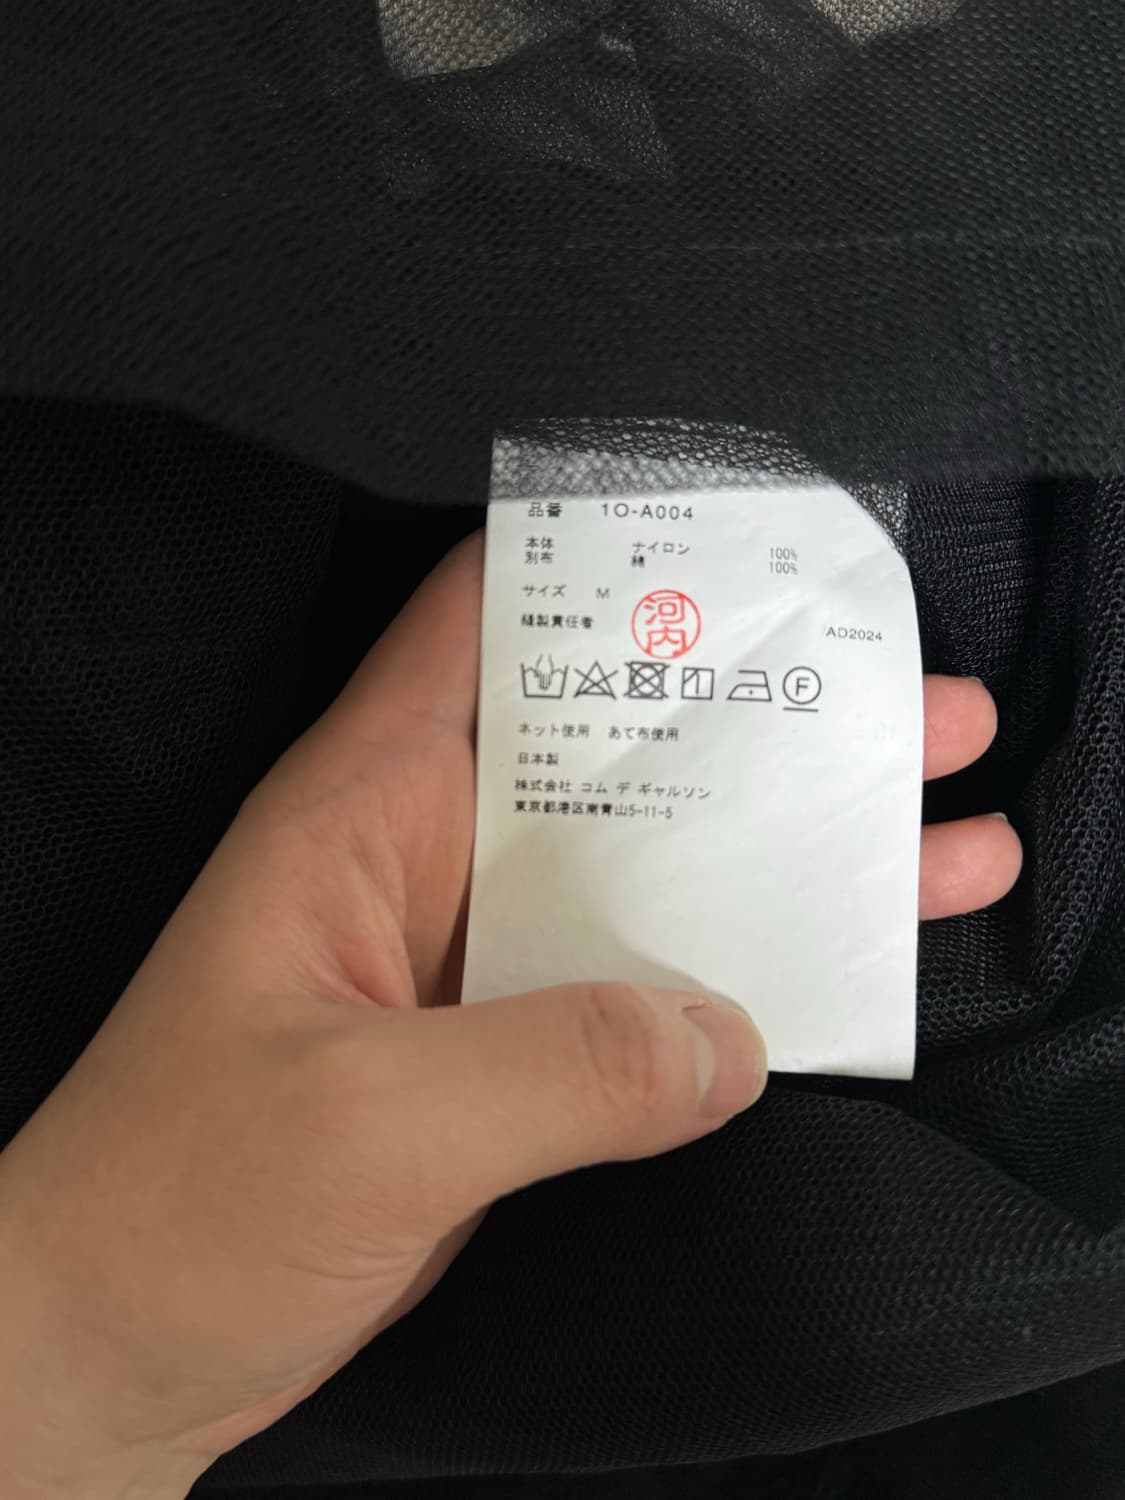 品番 1O-A004
本体 ナイロン 100%
別布 綿 100%
サイズ M
縫製責任者 河内
AD2024
F
ネット使用 あて布使用
日本製
株式会社 コム デ ギャルソン
東京都港区南青山5-11-5